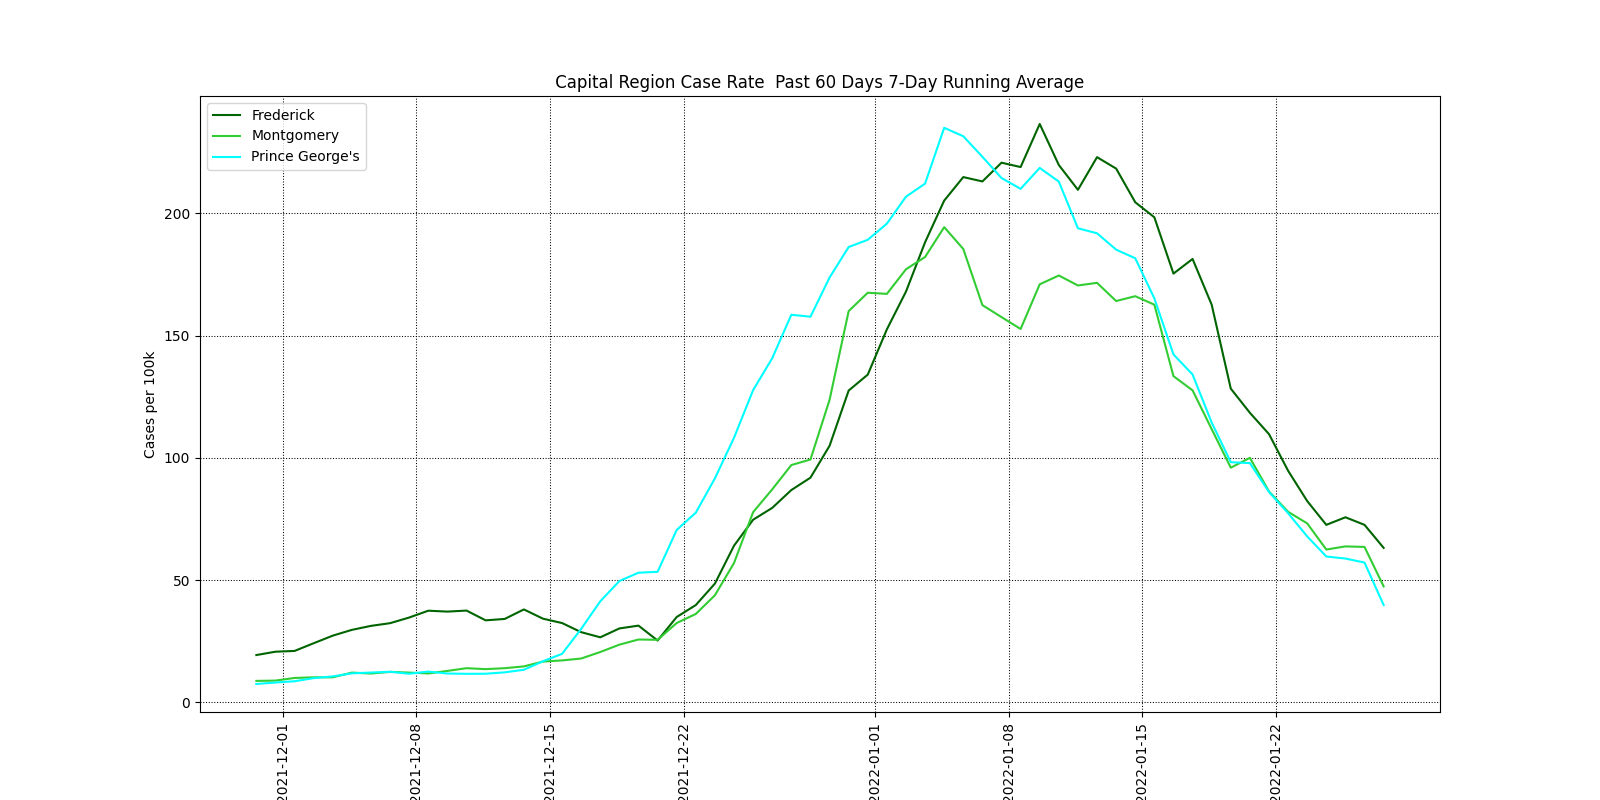 Capital Region Case Rate  Past 60 Days 7-Day Running Average
Frederick
Montgomery
Prince George's
Cases per 100k
200
150
100
50
0
2021-12-01
2021-12-08
2021-12-15
2021-12-22
2022-01-01
2022-01-08
2022-01-15
2022-01-22